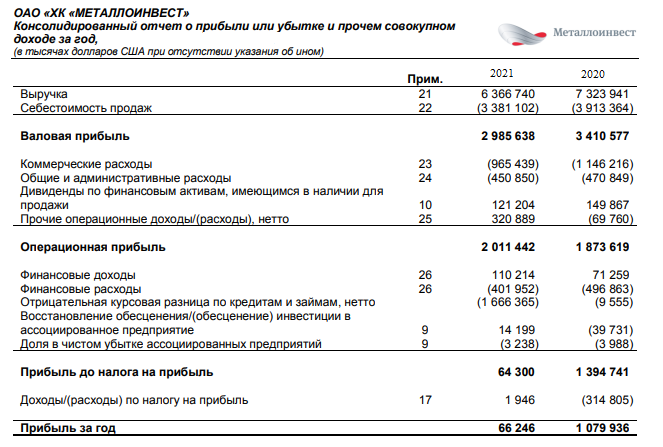 ОАО «ХК «МЕТАЛЛОИНВЕСТ»
Консолидированный отчет о прибыли или убытке и прочем совокупном
доходе за год,
(в тысячах долларов США при отсутствии указания об ином)
Металлоинвест
Прим. 2021 2020
Выручка 21 6 366 740 7 323 941
Себестоимость продаж 22 (3 381 102) (3 913 364)
Валовая прибыль 2 985 638 3 410 577
Коммерческие расходы 23 (965 439) (1 146 216)
Общие и административные расходы 24 (450 850) (470 849)
Дивиденды по финансовым активам, имеющимся в наличии для
продажи 10 121 204 149 867
Прочие операционные доходы/(расходы), нетто 25 320 889 (69 760)
Операционная прибыль 2 011 442 1 873 619
Финансовые доходы 26 110 214 71 259
Финансовые расходы 26 (401 952) (496 863)
Отрицательная курсовая разница по кредитам и займам, нетто (1 666 365) (9 555)
Восстановление обесценения/(обесценение) инвестиции в
ассоциированное предприятие 9 14 199 (39 731)
Доля в чистом убытке ассоциированных предприятий 9 (3 238) (3 988)
Прибыль до налога на прибыль 64 300 1 394 741
Доходы/(расходы) по налогу на прибыль 17 1 946 (314 805)
Прибыль за год 66 246 1 079 936